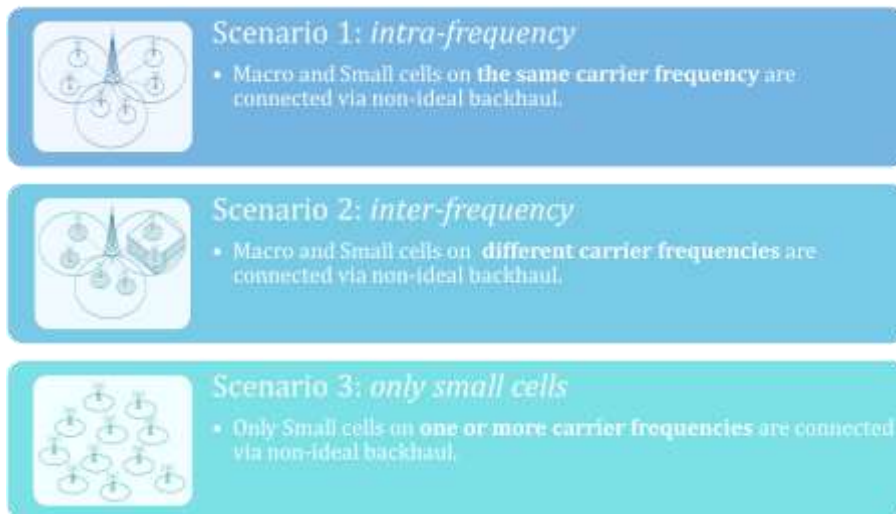 Scenario 1: intra-frequency
• Macro and Small cells on the same carrier frequency are
connected via non-ideal backhaul.
Scenario 2: inter-frequency
• Macro and Small cells on different carrier frequencies are
connected via non-ideal backhaul.
Scenario 3: only small cells
• Only Small cells on one or more carrier frequencies are connected
via non-ideal backhaul.